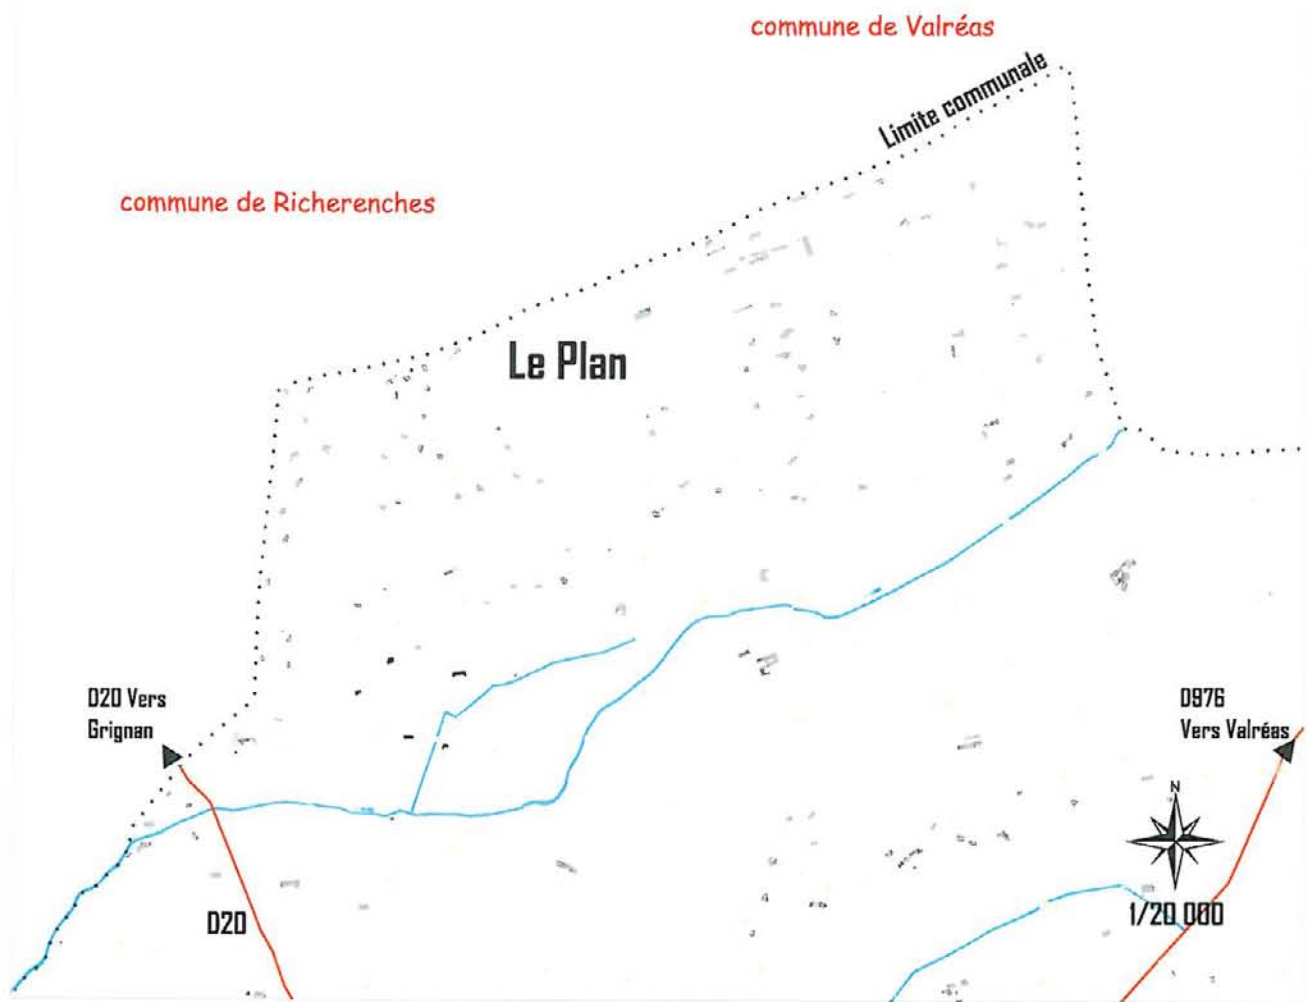 commune de Valréas
Limite communale
commune de Richerenches
Le Plan
D20 Vers
Grignan
D976
Vers Valréas
N
1/20 000
D20